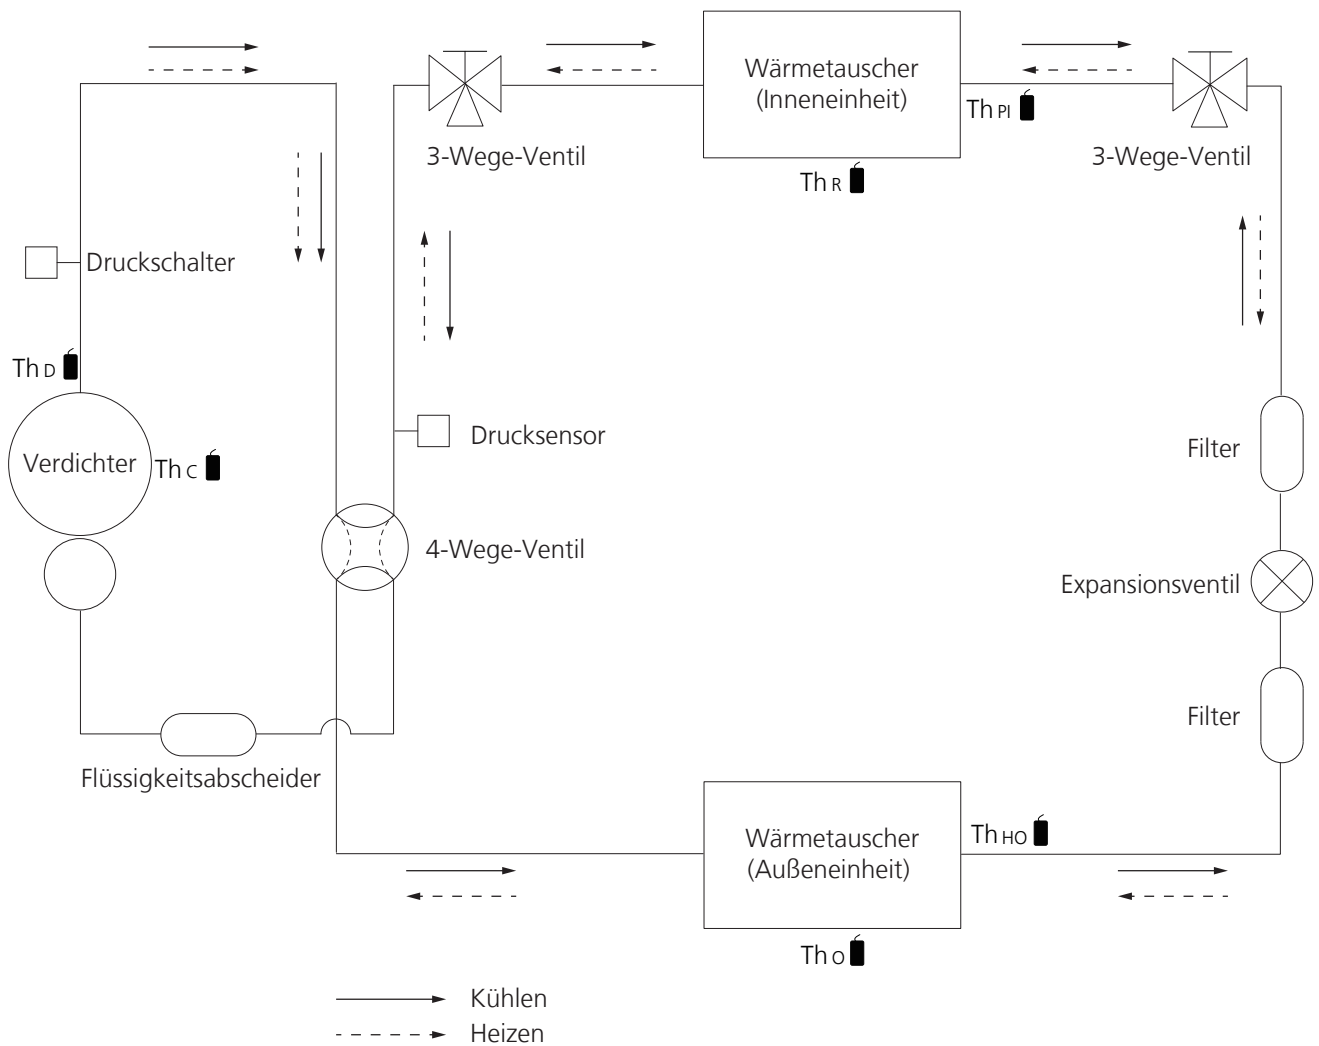 Wärmetauscher
(Inneneinheit)
Th PI
3-Wege-Ventil
3-Wege-Ventil
Th R
Druckschalter
Th D
Drucksensor
Filter
Verdichter
Th C
4-Wege-Ventil
Expansionsventil
Filter
Flüssigkeitsabscheider
Wärmetauscher
(Außeneinheit)
Th HO
Th O
Kühlen
Heizen